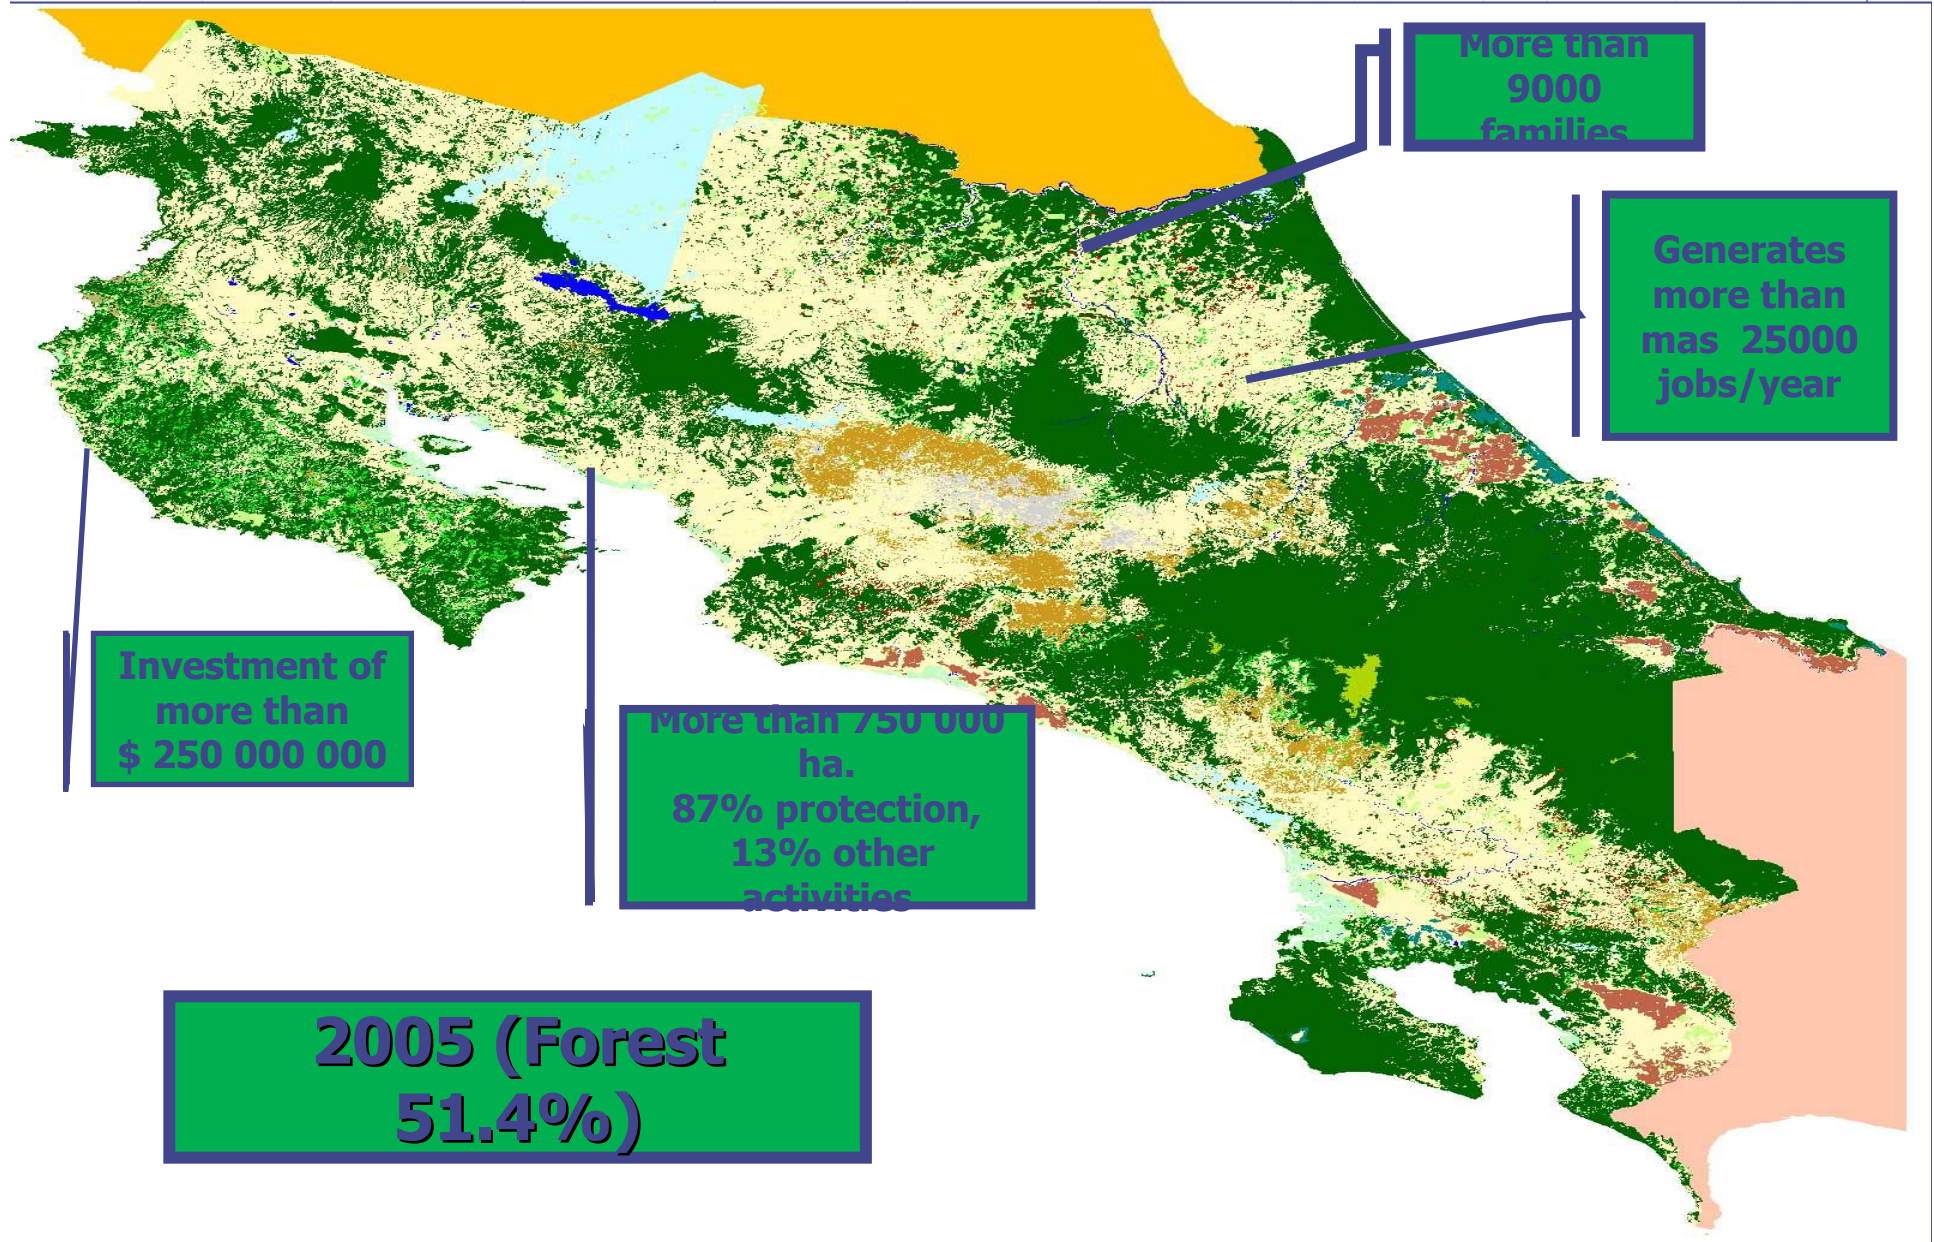 More than
9000
families
Generates
more than
mas 25000
jobs/year
Investment of
more than
$ 250 000 000
More than 750 000
ha.
87% protection,
13% other
activities
2005 (Forest
51.4%)